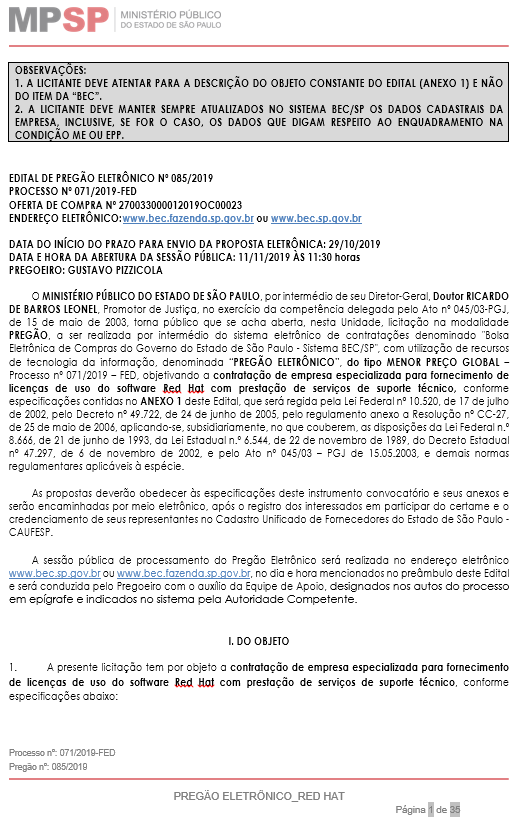 MPSP MINISTÉRIO PÚBLICO
DO ESTADO DE SÃO PAULO
OBSERVAÇÕES:
1. A LICITANTE DEVE ATENTAR PARA A DESCRIÇÃO DO OBJETO CONSTANTE DO EDITAL (ANEXO 1) E NÃO
DO ITEM DA “BEC”.
2. A LICITANTE DEVE MANTER SEMPRE ATUALIZADOS NO SISTEMA BEC/SP OS DADOS CADASTRAIS DA
EMPRESA, INCLUSIVE, SE FOR O CASO, OS DADOS QUE DIGAM RESPEITO AO ENQUADRAMENTO NA
CONDIÇÃO ME OU EPP.
EDITAL DE PREGÃO ELETRÔNICO Nº 085/2019
PROCESSO Nº 071/2019-FED
OFERTA DE COMPRA Nº 270033000012019OC00023
ENDEREÇO ELETRÔNICO:www.bec.fazenda.sp.gov.br ou www.bec.sp.gov.br
DATA DO INÍCIO DO PRAZO PARA ENVIO DA PROPOSTA ELETRÔNICA: 29/10/2019
DATA E HORA DA ABERTURA DA SESSÃO PÚBLICA: 11/11/2019 ÀS 11:30 horas
PREGOEIRO: GUSTAVO PIZZICOLA
O MINISTÉRIO PÚBLICO DO ESTADO DE SÃO PAULO, por intermédio de seu Diretor-Geral, Doutor RICARDO
DE BARROS LEONEL, Promotor de Justiça, no exercício da competência delegada pelo Ato nº 045/03-PGJ,
de 15 de maio de 2003, torna público que se acha aberta, nesta Unidade, licitação na modalidade
PREGÃO, a ser realizada por intermédio do sistema eletrônico de contratações denominado "Bolsa
Eletrônica de Compras do Governo do Estado de São Paulo - Sistema BEC/SP", com utilização de recursos
de tecnologia da informação, denominada “PREGÃO ELETRÔNICO”, do tipo MENOR PREÇO GLOBAL –
Processo nº 071/2019 – FED, objetivando a contratação de empresa especializada para fornecimento de
licenças de uso do software Red Hat com prestação de serviços de suporte técnico, conforme
especificações contidas no ANEXO 1 deste Edital, que será regida pela Lei Federal nº 10.520, de 17 de julho
de 2002, pelo Decreto nº 49.722, de 24 de junho de 2005, pelo regulamento anexo a Resolução nº CC-27,
de 25 de maio de 2006, aplicando-se, subsidiariamente, no que couberem, as disposições da Lei Federal n.º
8.666, de 21 de junho de 1993, da Lei Estadual n.º 6.544, de 22 de novembro de 1989, do Decreto Estadual
nº 47.297, de 6 de novembro de 2002, e pelo Ato nº 045/03 – PGJ de 15.05.2003, e demais normas
regulamentares aplicáveis à espécie.
As propostas deverão obedecer às especificações deste instrumento convocatório e seus anexos e
serão encaminhadas por meio eletrônico, após o registro dos interessados em participar do certame e o
credenciamento de seus representantes no Cadastro Unificado de Fornecedores do Estado de São Paulo -
CAUFESP.
A sessão pública de processamento do Pregão Eletrônico será realizada no endereço eletrônico
www.bec.sp.gov.br ou www.bec.fazenda.sp.gov.br, no dia e hora mencionados no preâmbulo deste Edital
e será conduzida pelo Pregoeiro com o auxílio da Equipe de Apoio, designados nos autos do processo
em epígrafe e indicados no sistema pela Autoridade Competente.
I. DO OBJETO
1. A presente licitação tem por objeto a contratação de empresa especializada para fornecimento
de licenças de uso do software Red Hat com prestação de serviços de suporte técnico, conforme
especificações abaixo:
Processo nº: 071/2019-FED
Pregão nº: 085/2019
PREGÃO ELETRÔNICO_RED HAT
Página 1 de 35